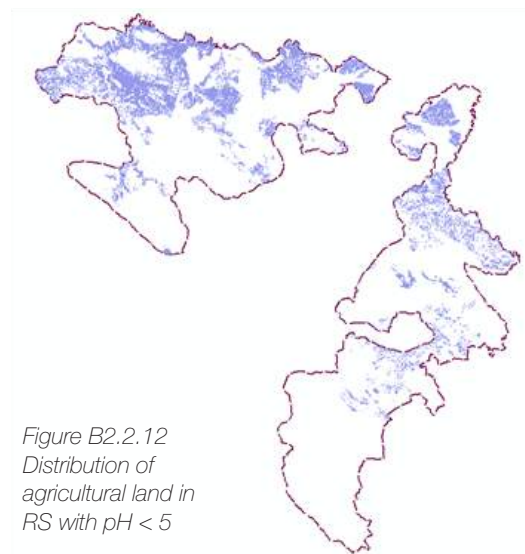 Figure B2.2.12
Distribution of
agricultural land in
RS with pH < 5